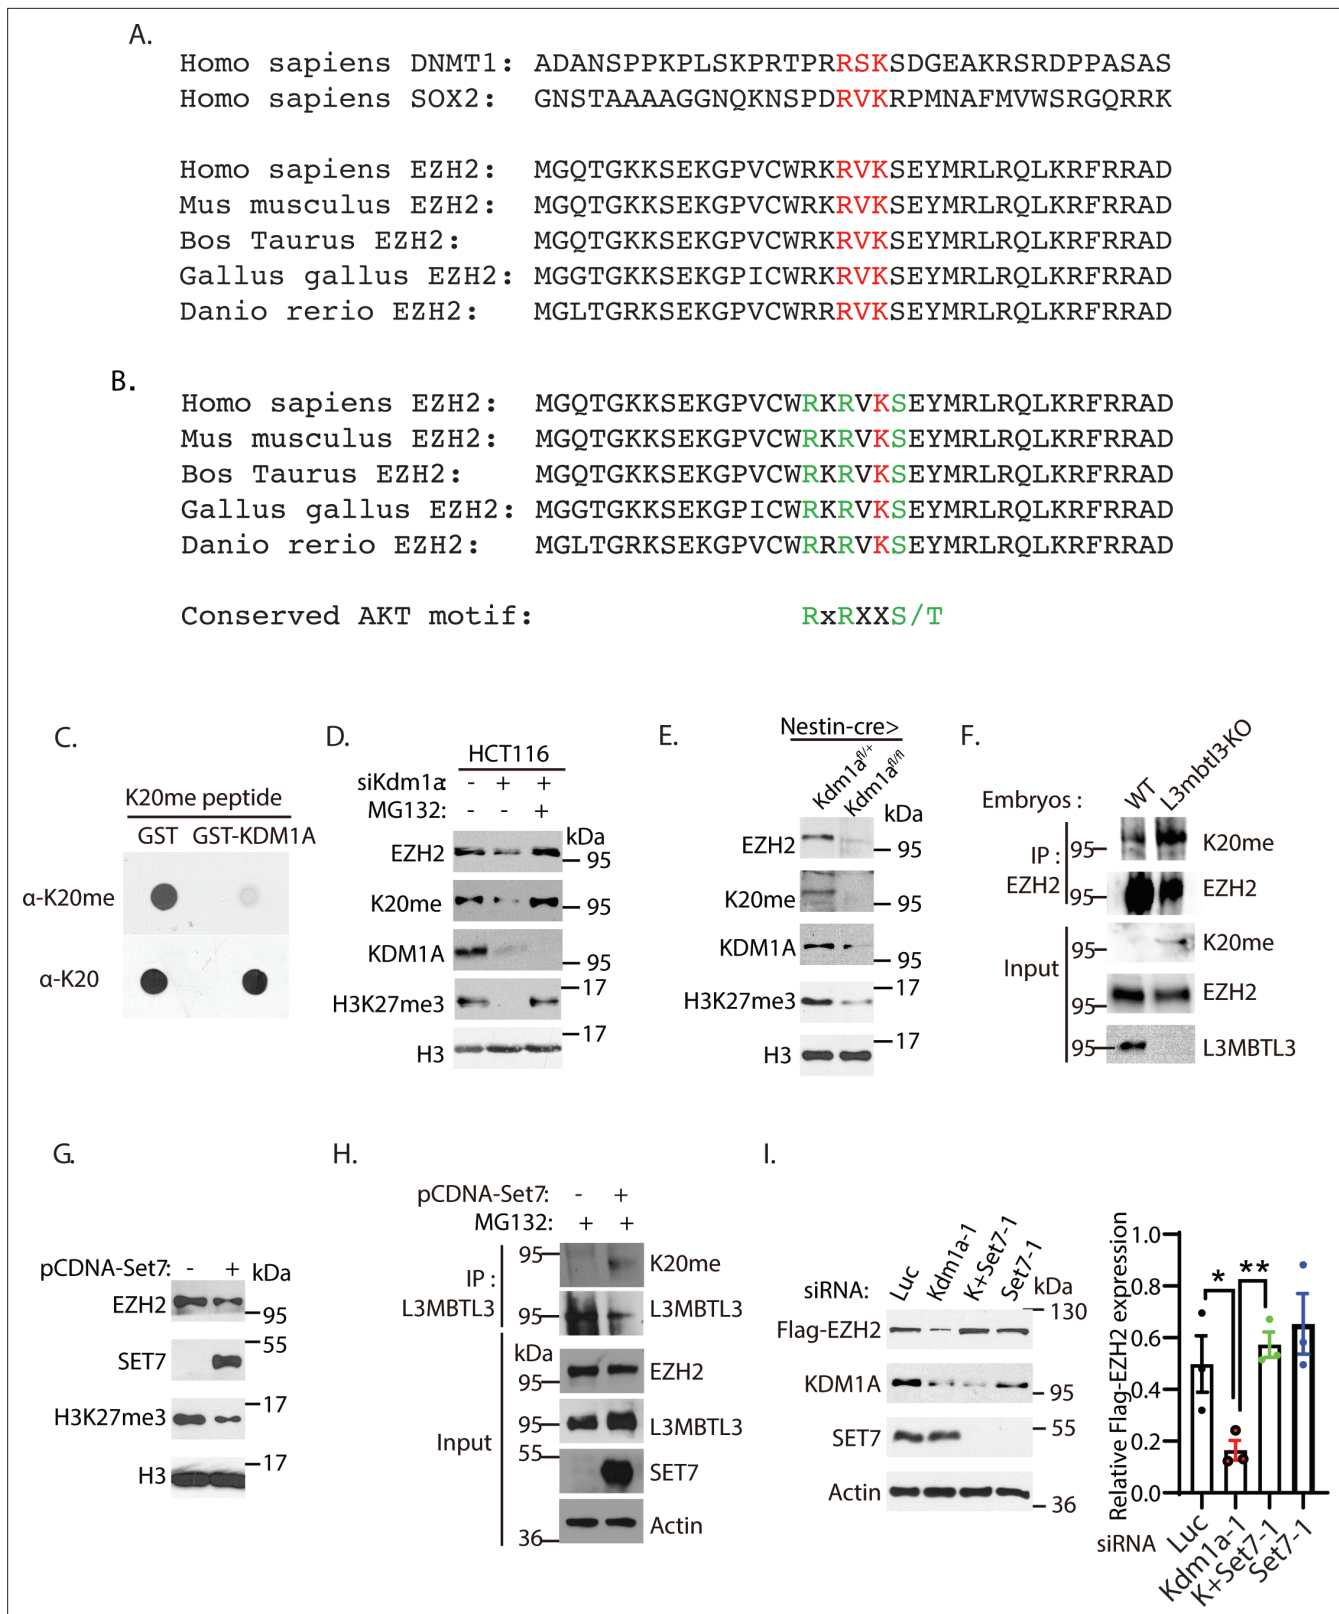 A.
Homo sapiens DNMT1: ADANSPPKPLSKPRTPRRSKSDGEAKRSRDPPASAS
Homo sapiens SOX2: GNSTAAAAGGNQKNSPDRVKRPMNAFMVWSRGQRRK
Homo sapiens EZH2: MGQTGKKSEKGPVCWRKRVKSEYMRLRQLKRFRRAD
Mus musculus EZH2: MGQTGKKSEKGPVCWRKRVKSEYMRLRQLKRFRRAD
Bos Taurus EZH2: MGQTGKKSEKGPVCWRKRVKSEYMRLRQLKRFRRAD
Gallus gallus EZH2: MGGTGKKSEKGPICWRKRVKSEYMRLRQLKRFRRAD
Danio rerio EZH2: MGLTGRKSEKGPVCWRRRVKSEYMRLRQLKRFRRAD
B.
Homo sapiens EZH2: MGQTGKKSEKGPVCWRKRVKSEYMRLRQLKRFRRAD
Mus musculus EZH2: MGQTGKKSEKGPVCWRKRVKSEYMRLRQLKRFRRAD
Bos Taurus EZH2: MGQTGKKSEKGPVCWRKRVKSEYMRLRQLKRFRRAD
Gallus gallus EZH2: MGGTGKKSEKGPICWRKRVKSEYMRLRQLKRFRRAD
Danio rerio EZH2: MGLTGRKSEKGPVCWRRRVKSEYMRLRQLKRFRRAD
Conserved AKT motif: RxRXXS/T
C.
K20me peptide
GST GST-KDM1A
α-K20me
α-K20
D.
HCT116
siKdm1a: - + +
MG132: - - +
kDa
EZH2 95
K20me 95
KDM1A 95
H3K27me3 17
H3 17
E.
Nestin-cre>
Kdm1afl/+ Kdm1afl/fl
kDa
EZH2 95
K20me 95
KDM1A 95
H3K27me3 17
H3 17
F.
Embryos : WT L3mbtl3-KO
IP :
EZH2
95 K20me
95 EZH2
Input
95 K20me
95 EZH2
95 L3MBTL3
G.
pCDNA-Set7: - + kDa
EZH2 95
SET7 55
H3K27me3 17
H3 17
H.
pCDNA-Set7: - +
MG132: + +
IP :
L3MBTL3
95 K20me
95 L3MBTL3
kDa
Input
95 EZH2
95 L3MBTL3
55 SET7
36 Actin
I.
siRNA: Luc Kdm1a-1 K+Set7-1 Set7-1 kDa
Flag-EZH2 130
KDM1A 95
SET7 55
Actin 36
Relative Flag-EZH2 expression
1.0
0.8
0.6
0.4
0.2
0.0
* **
siRNA Luc Kdm1a-1 K+Set7-1 Set7-1